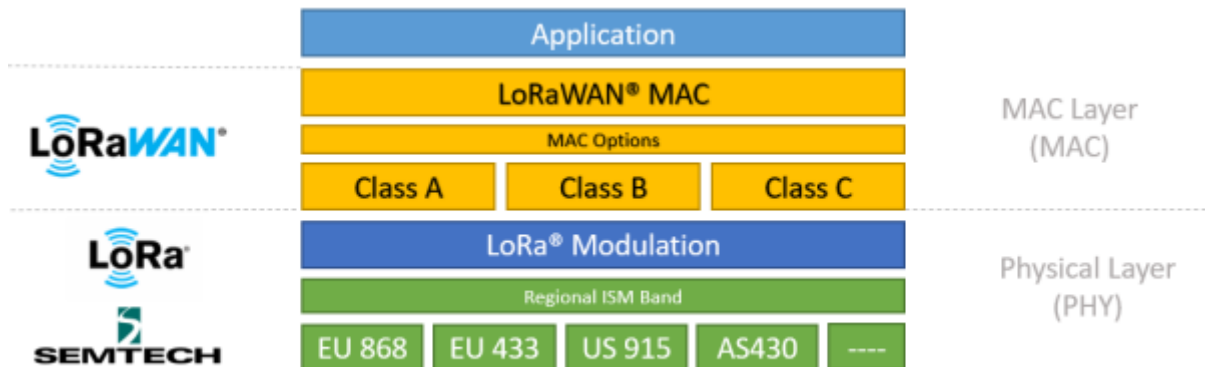 Application
LoRaWAN® MAC
MAC Options
Class A
Class B
Class C
LoRa® Modulation
Regional ISM Band
EU 868
EU 433
US 915
AS430
----
LoRaWAN®
LoRa®
SEMTECH
MAC Layer
(MAC)
Physical Layer
(PHY)